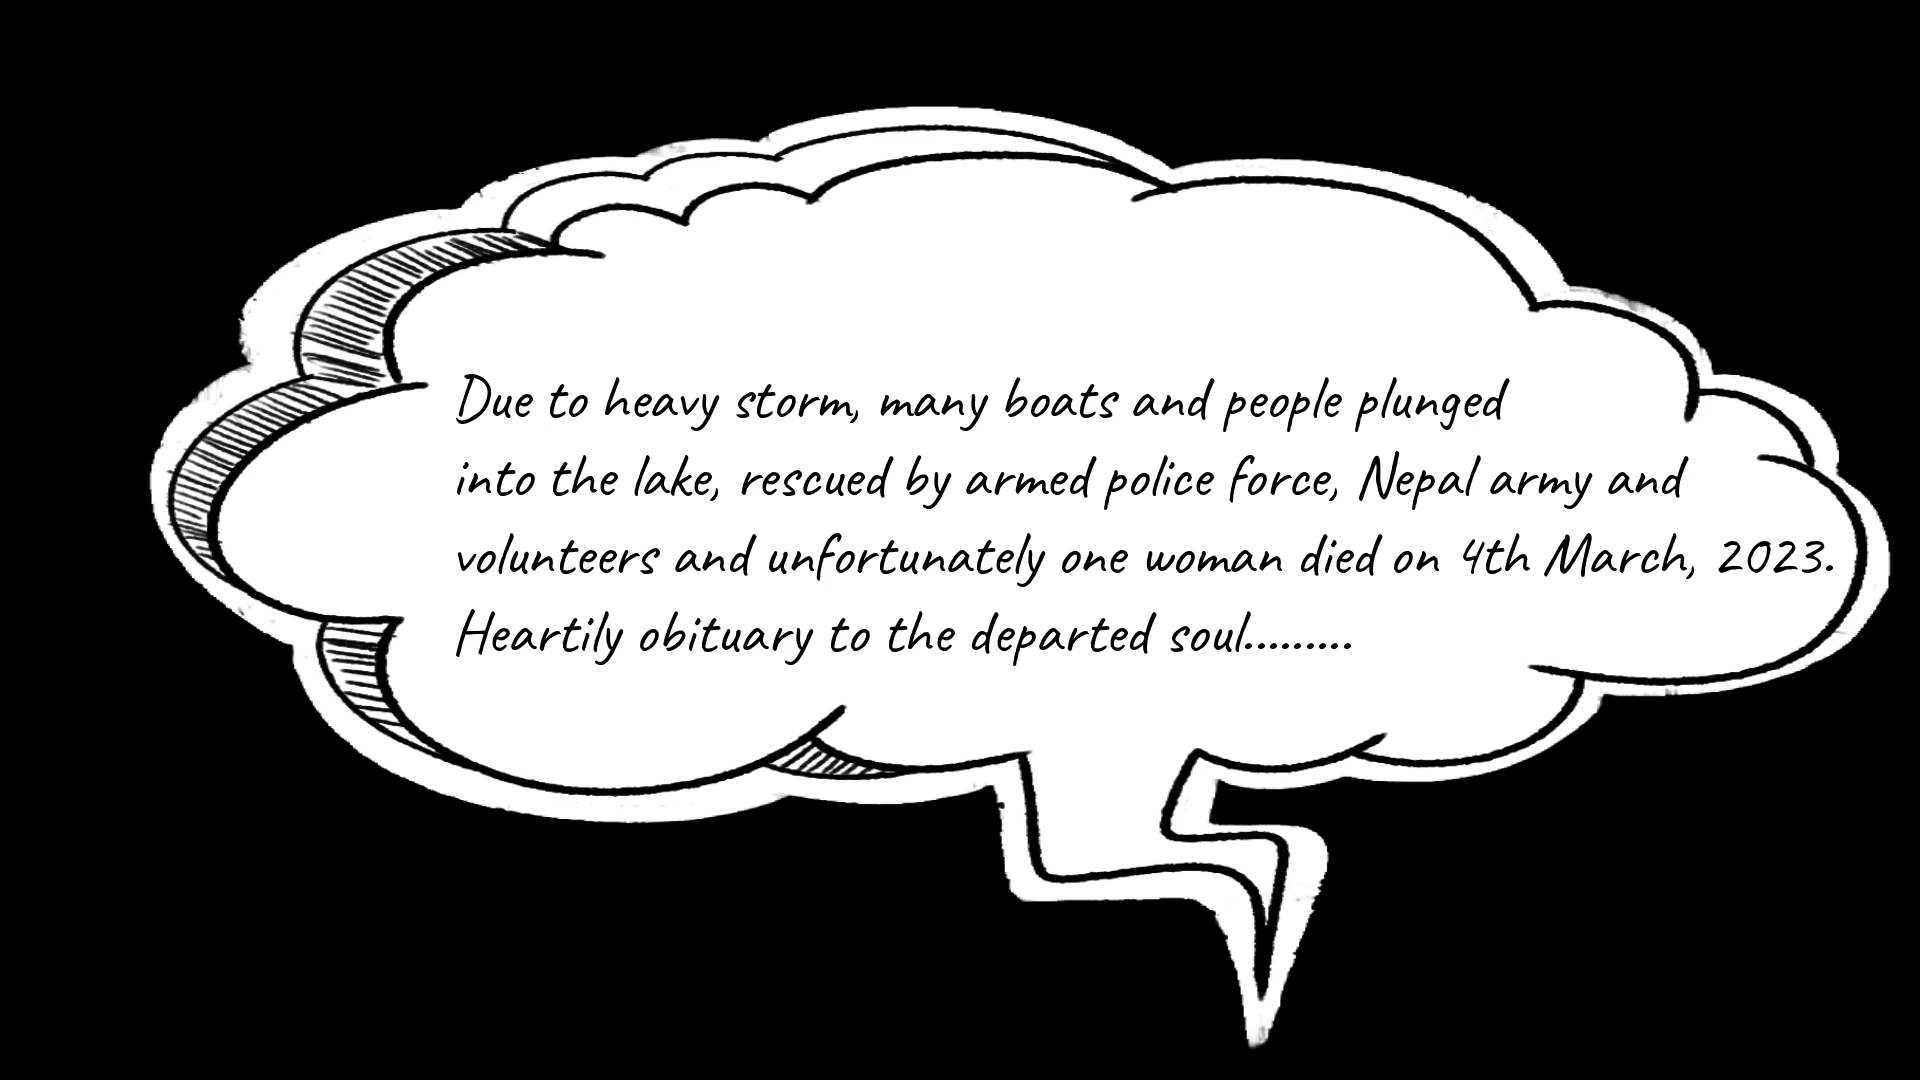 Due to heavy storm, many boats and people plunged
into the lake, rescued by armed police force, Nepal army and
volunteers and unfortunately one woman died on 4th March, 2023.
Heartily obituary to the departed soul.........